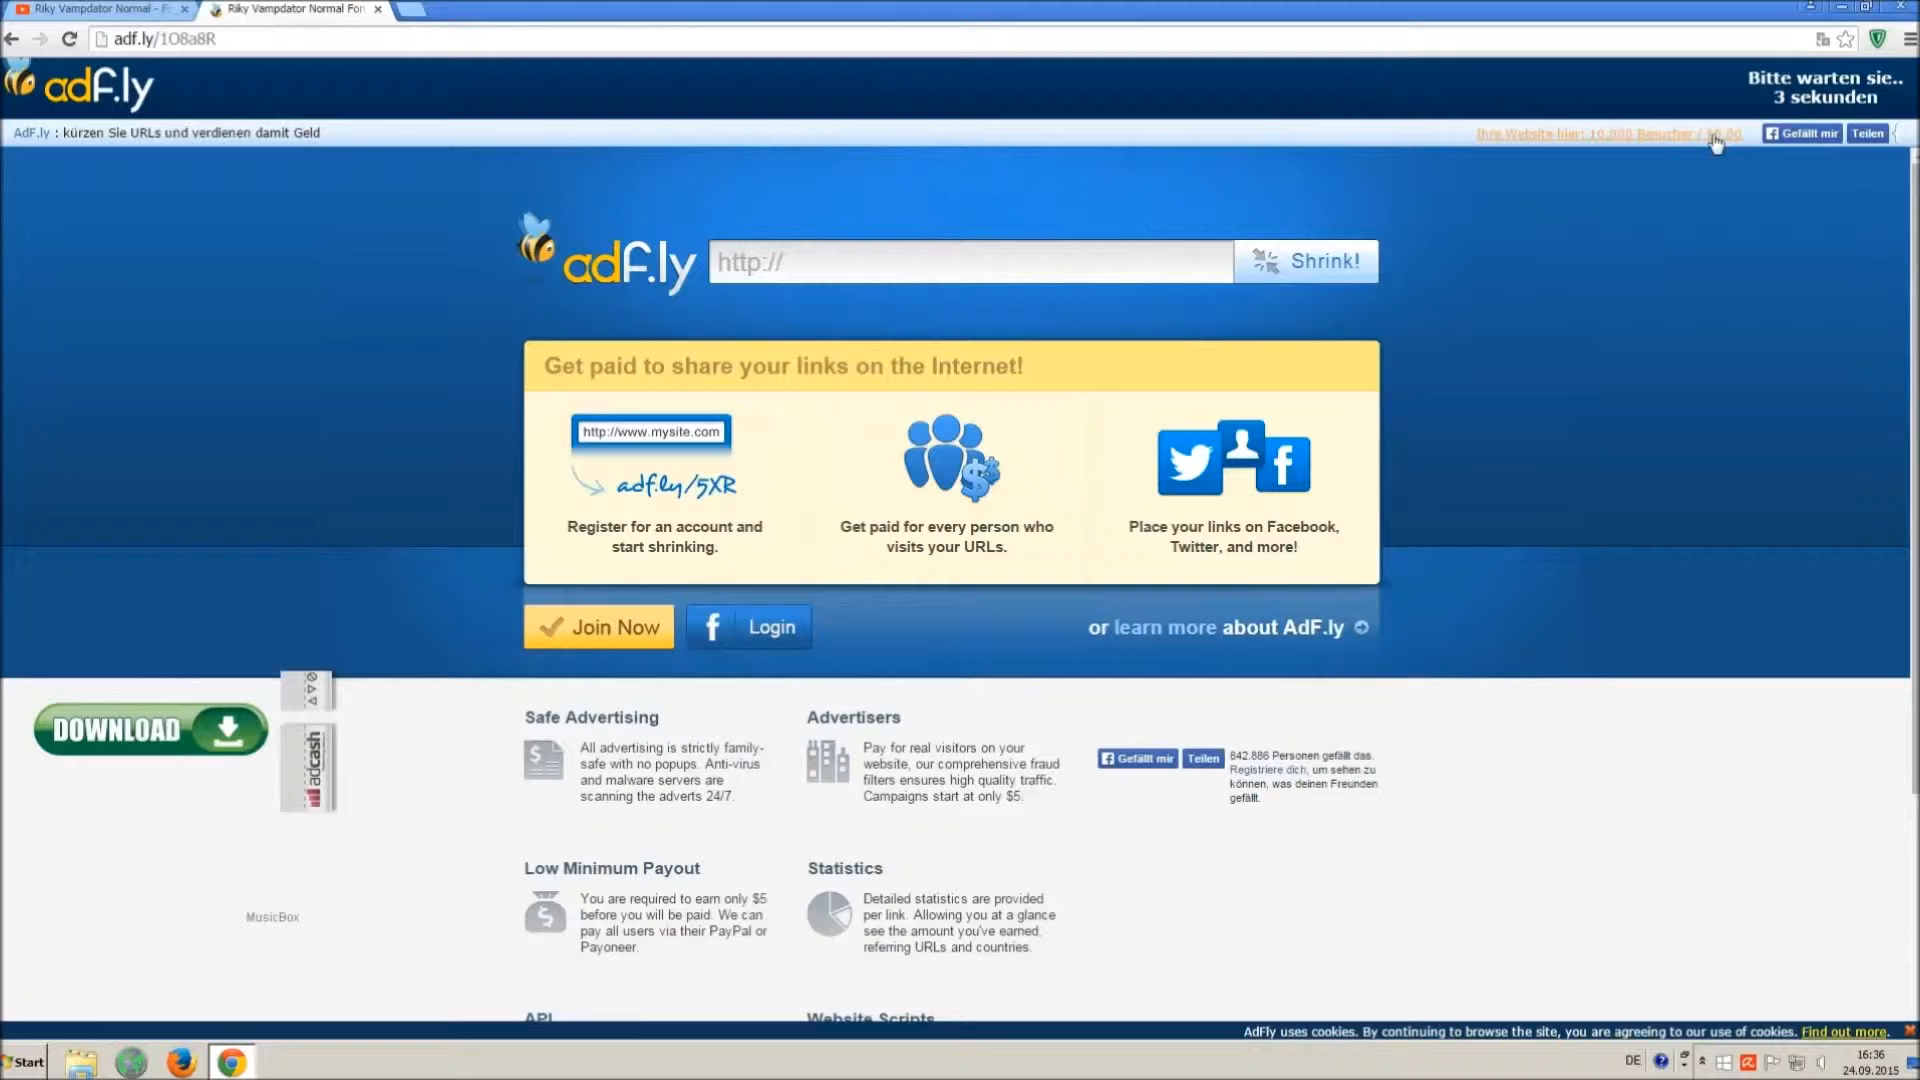 Riky Vampdator Normal - F
Riky Vampdator Normal For
adf.ly/1O8a8R
adf.ly
Bitte warten sie..
3 sekunden
AdF.ly : kürzen Sie URLs und verdienen damit Geld
Ihre Website hier: 10,000 Besucher /
Gefällt mir
Teilen
adf.ly
http://
Shrink!
Get paid to share your links on the Internet!
http://www.mysite.com
adf.ly/5XR
Register for an account and
start shrinking.
Get paid for every person who
visits your URLs.
Place your links on Facebook,
Twitter, and more!
Join Now
Login
or learn more about AdF.ly
DOWNLOAD
adcash
Safe Advertising
All advertising is strictly family-
safe with no popups. Anti-virus
and malware servers are
scanning the adverts 24/7.
Advertisers
Pay for real visitors on your
website, our comprehensive fraud
filters ensures high quality traffic.
Campaigns start at only $5.
Gefällt mir
Teilen
842.886 Personen gefällt das.
Registriere dich, um sehen zu
können, was deinen Freunden
gefällt.
Low Minimum Payout
You are required to earn only $5
before you will be paid. We can
pay all users via their PayPal or
Payoneer.
Statistics
Detailed statistics are provided
per link. Allowing you at a glance
see the amount you've earned,
referring URLs and countries.
MusicBox
API
Website Scripts
AdFly uses cookies. By continuing to browse the site, you are agreeing to our use of cookies. Find out more.
Start
DE
16:36
24.09.2015